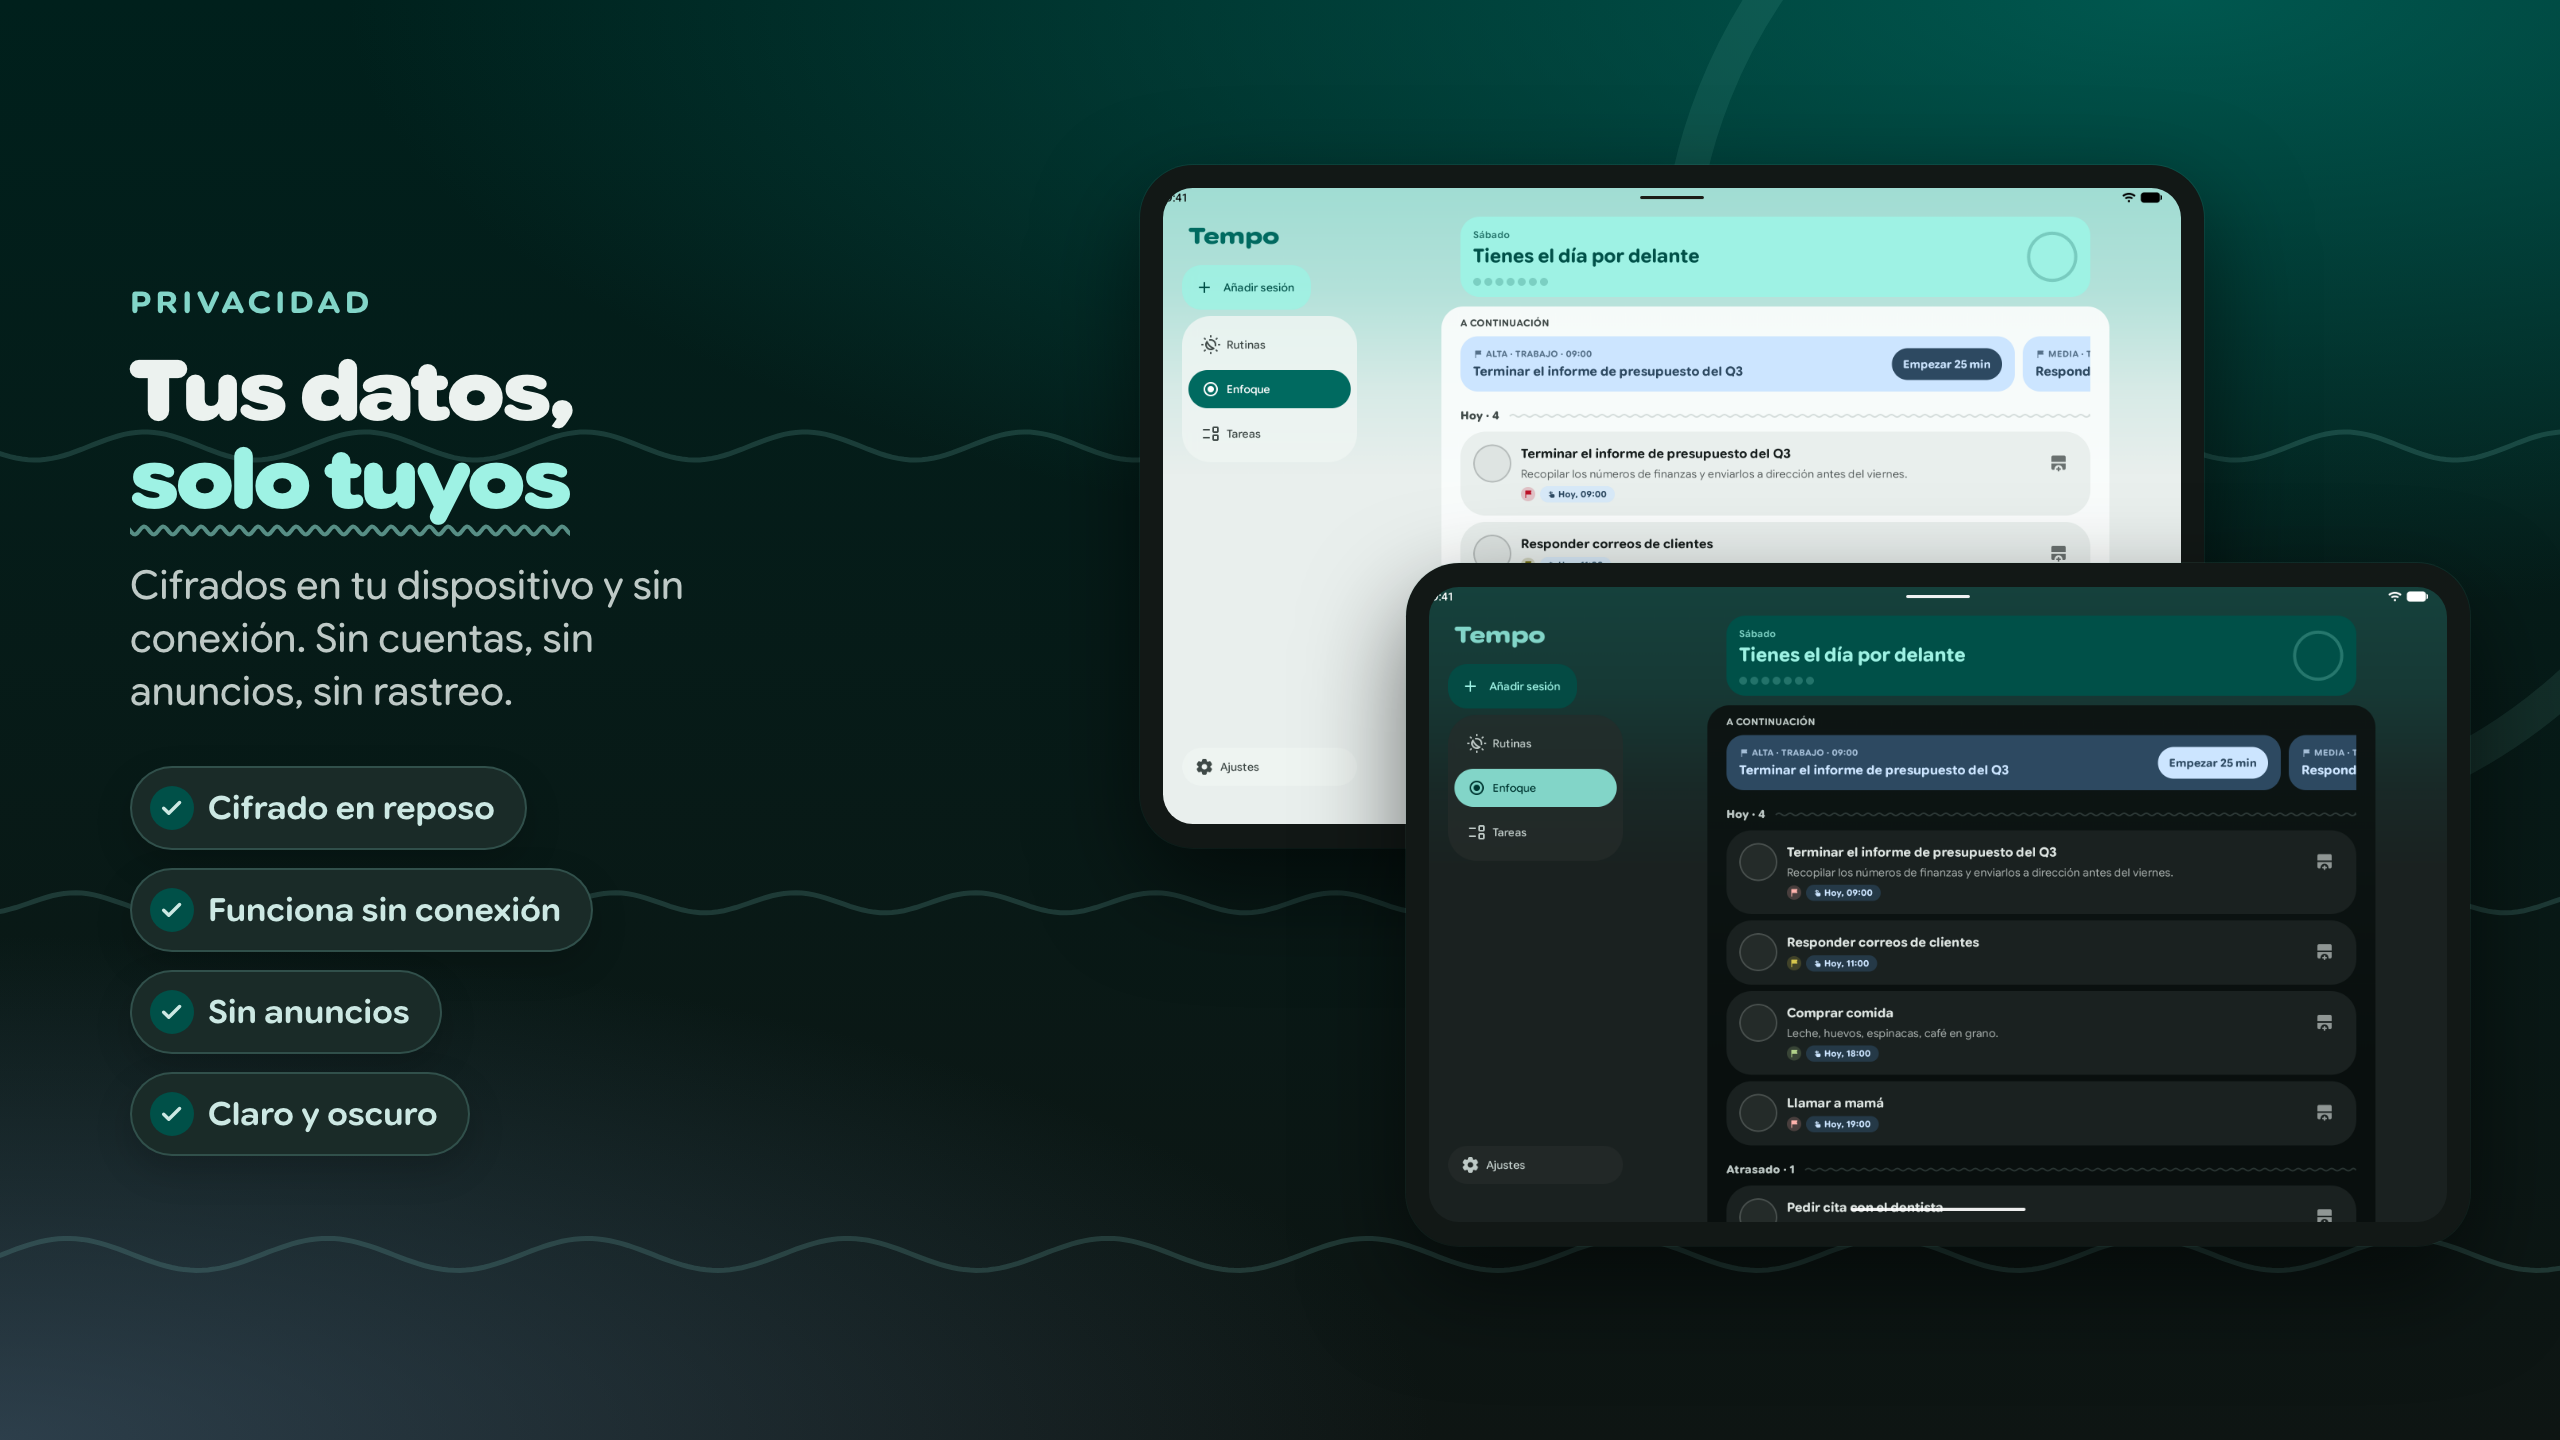 PRIVACIDAD
Tus datos,
solo tuyos
Cifrados en tu dispositivo y sin
conexión. Sin cuentas, sin
anuncios, sin rastreo.
Cifrado en reposo
Funciona sin conexión
Sin anuncios
Claro y oscuro
:41
Tempo
Añadir sesión
Rutinas
Enfoque
Tareas
Ajustes
Sábado
Tienes el día por delante
A CONTINUACIÓN
ALTA · TRABAJO · 09:00
Terminar el informe de presupuesto del Q3
Empezar 25 min
MEDIA · T
Respond
Hoy · 4
Terminar el informe de presupuesto del Q3
Recopilar los números de finanzas y enviarlos a dirección antes del viernes.
Hoy, 09:00
Responder correos de clientes
:41
Tempo
Añadir sesión
Rutinas
Enfoque
Tareas
Ajustes
Sábado
Tienes el día por delante
A CONTINUACIÓN
ALTA · TRABAJO · 09:00
Terminar el informe de presupuesto del Q3
Empezar 25 min
MEDIA · T
Respond
Hoy · 4
Terminar el informe de presupuesto del Q3
Recopilar los números de finanzas y enviarlos a dirección antes del viernes.
Hoy, 09:00
Responder correos de clientes
Hoy, 11:00
Comprar comida
Leche, huevos, espinacas, café en grano.
Hoy, 18:00
Llamar a mamá
Hoy, 19:00
Atrasado · 1
Pedir cita con el dentista